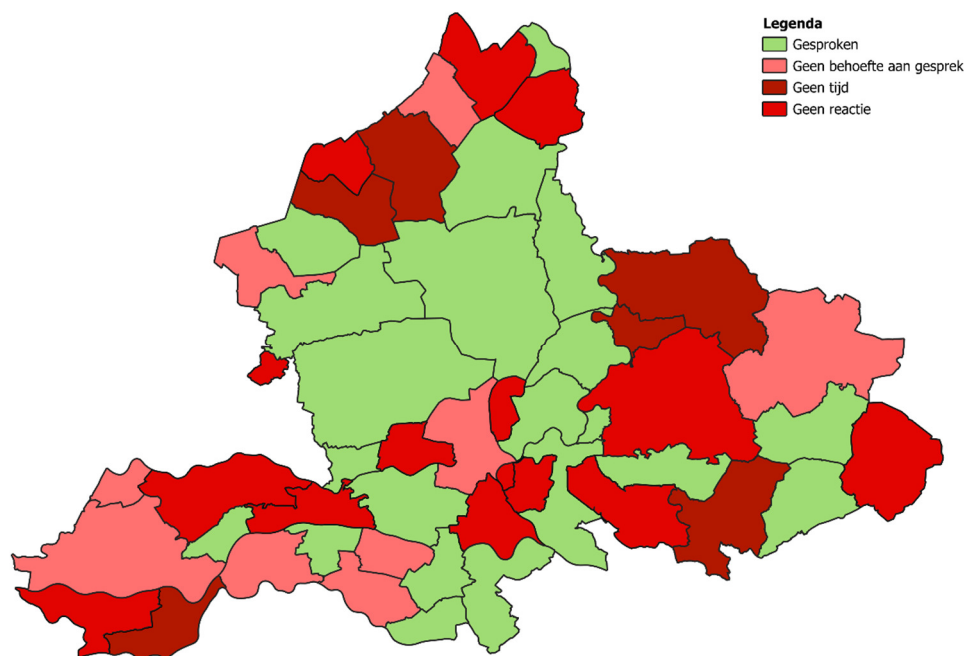 Legenda
Gesproken
Geen behoefte aan gesprek
Geen tijd
Geen reactie